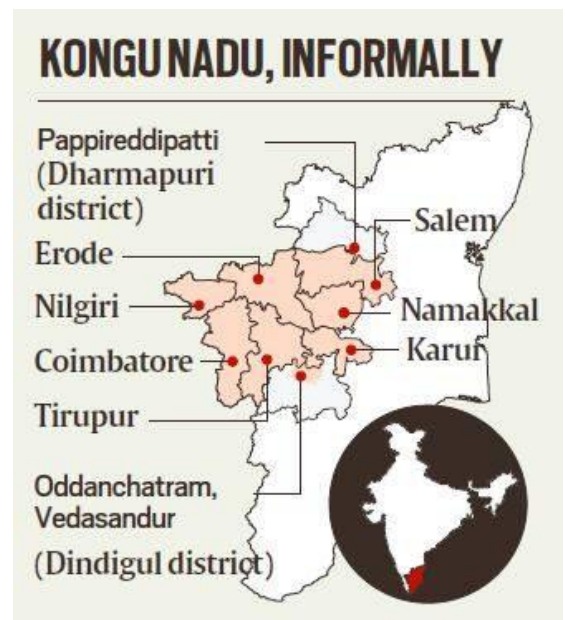 KONGU NADU, INFORMALLY
Pappireddipatti
(Dharmapuri
district)
Salem
Erode
Nilgiri
Namakkal
Karur
Coimbatore
Tirupur
Oddanchatram,
Vedasandur
(Dindigul district)